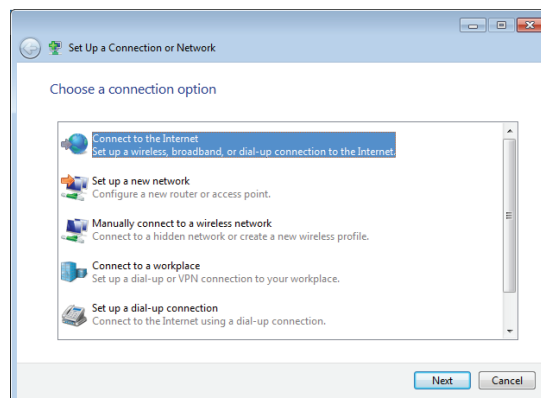 Set Up a Connection or Network
Choose a connection option
Connect to the Internet
Set up a wireless, broadband, or dial-up connection to the Internet.
Set up a new network
Configure a new router or access point.
Manually connect to a wireless network
Connect to a hidden network or create a new wireless profile.
Connect to a workplace
Set up a dial-up or VPN connection to your workplace.
Set up a dial-up connection
Connect to the Internet using a dial-up connection.
Next Cancel